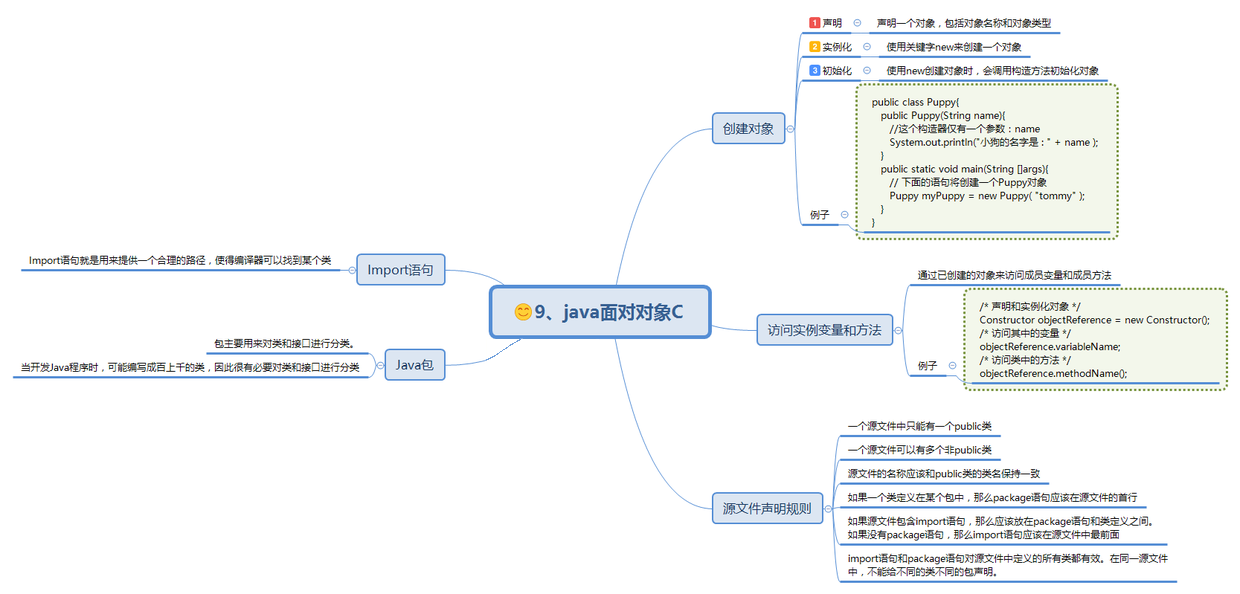 😊9、java面对对象C
创建对象
1 声明
声明一个对象，包括对象名称和对象类型
2 实例化
使用关键字new来创建一个对象
3 初始化
使用new创建对象时，会调用构造方法初始化对象
例子
public class Puppy{
public Puppy(String name){
//这个构造器仅有一个参数：name
System.out.println("小狗的名字是 : " + name );
}
public static void main(String []args){
// 下面的语句将创建一个Puppy对象
Puppy myPuppy = new Puppy( "tommy" );
}
}
访问实例变量和方法
通过已创建的对象来访问成员变量和成员方法
例子
/* 声明和实例化对象 */
Constructor objectReference = new Constructor();
/* 访问其中的变量 */
objectReference.variableName;
/* 访问类中的方法 */
objectReference.methodName();
源文件声明规则
一个源文件中只能有一个public类
一个源文件可以有多个非public类
源文件的名称应该和public类的类名保持一致
如果一个类定义在某个包中，那么package语句应该在源文件的首行
如果源文件包含import语句，那么应该放在package语句和类定义之间。
如果没有package语句，那么import语句应该在源文件中最前面
import语句和package语句对源文件中定义的所有类都有效。在同一源文件
中，不能给不同的类不同的包声明。
Import语句
Import语句就是用来提供一个合理的路径，使得编译器可以找到某个类
Java包
包主要用来对类和接口进行分类。
当开发Java程序时，可能编写成百上千的类，因此很有必要对类和接口进行分类